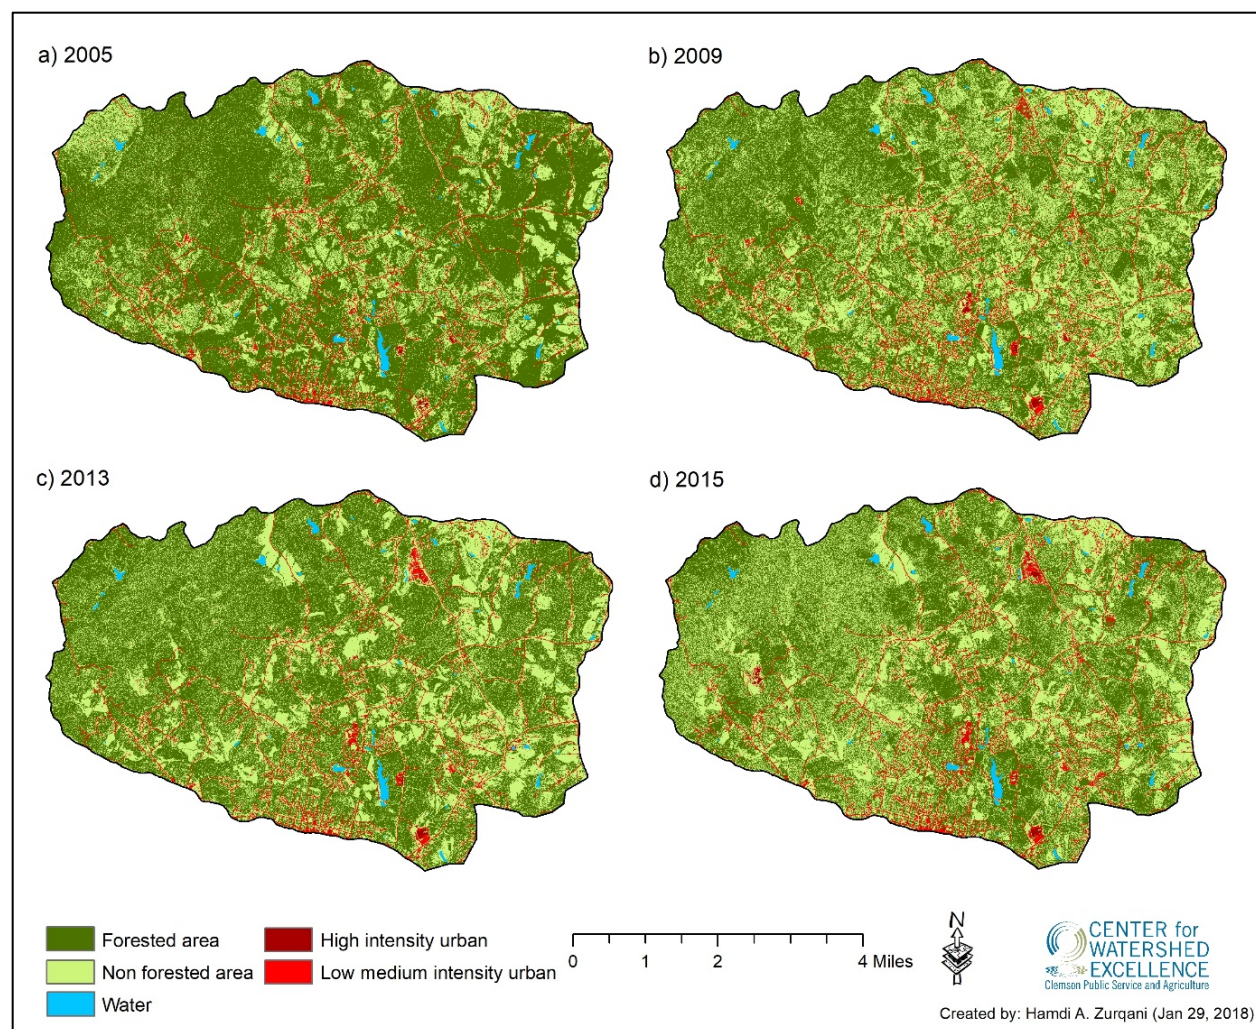 a) 2005
b) 2009
c) 2013
d) 2015
Forested area
High intensity urban
Non forested area
Low medium intensity urban
Water
0 1 2 4 Miles
N
CENTER for
WATERSHED
EXCELLENCE
Clemson Public Service and Agriculture
Created by: Hamdi A. Zurqani (Jan 29, 2018)